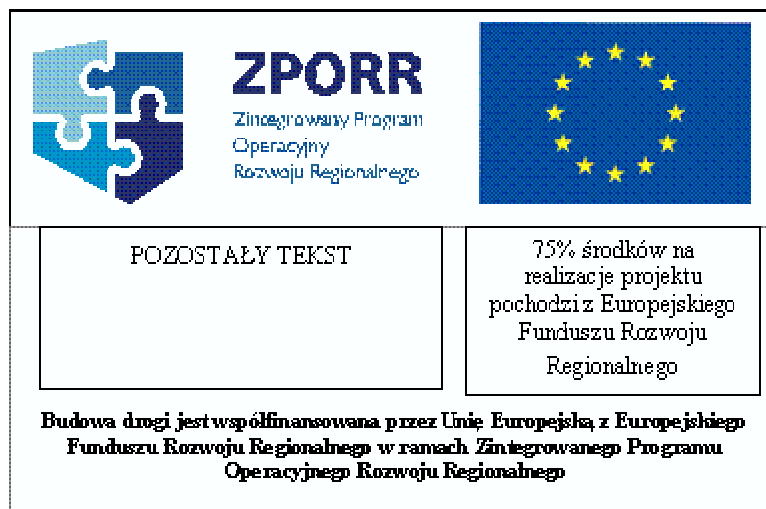 ZPORR
Zintegrowany Program
Operacyjny
Rozwoju Regionalnego
POZOSTAŁY TEKST
75% środków na
realizacje projektu
pochodzi z Europejskiego
Funduszu Rozwoju
Regionalnego
Budowa drogi jest współfinansowana przez Unię Europejską z Europejskiego
Funduszu Rozwoju Regionalnego w ramach Zintegrowanego Programu
Operacyjnego Rozwoju Regionalnego